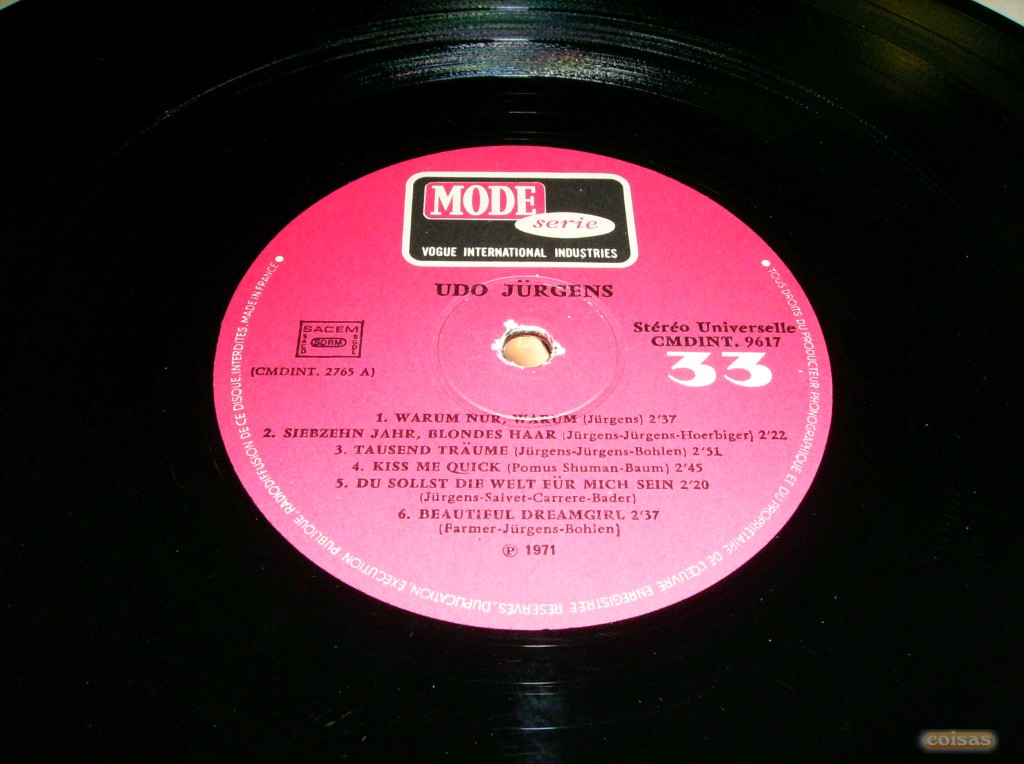 MODE
serie
VOGUE INTERNATIONAL INDUSTRIES
UDO JÜRGENS
SACEM
SACD SDRM SGDL
(CMDINT. 2765 A)
Stéréo Universelle
CMDINT. 9617
33
1. WARUM NUR, WARUM (Jürgens) 2'37
2. SIEBZEHN JAHR, BLONDES HAAR (Jürgens-Jürgens-Hoerbiger) 2'22
3. TAUSEND TRÄUME (Jürgens-Jürgens-Bohlen) 2'51
4. KISS ME QUICK (Pomus Shuman-Baum) 2'45
5. DU SOLLST DIE WELT FÜR MICH SEIN 2'20
(Jürgens-Salvet-Carrere-Bader)
6. BEAUTIFUL DREAMGIRL 2'37
(Farmer-Jürgens-Bohlen)
℗ 1971
• TOUS DROITS DU PRODUCTEUR PHONOGRAPHIQUE ET DU PROPRIETAIRE DE L'ŒUVRE ENREGISTREE RESERVES. DUPLICATION, EXÉCUTION PUBLIQUE, RADIODIFFUSION DE CE DISQUE INTERDITES. MADE IN FRANCE •
coisas